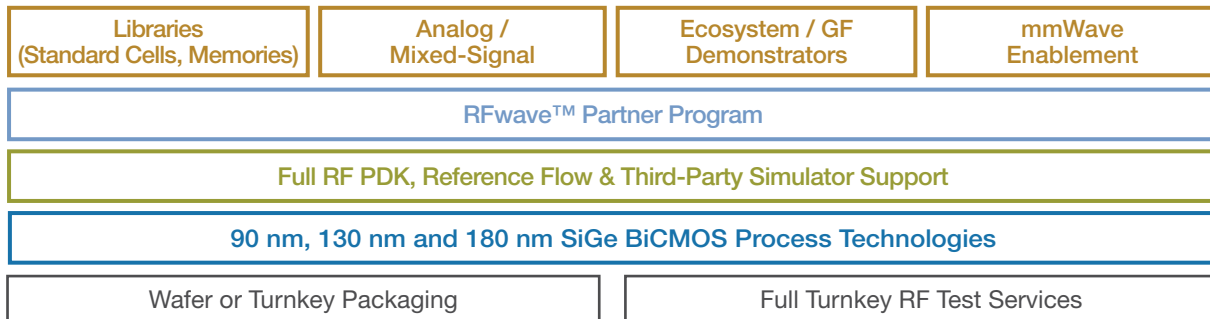 Libraries
(Standard Cells, Memories)
Analog /
Mixed-Signal
Ecosystem / GF
Demonstrators
mmWave
Enablement
RFwave™ Partner Program
Full RF PDK, Reference Flow & Third-Party Simulator Support
90 nm, 130 nm and 180 nm SiGe BiCMOS Process Technologies
Wafer or Turnkey Packaging
Full Turnkey RF Test Services